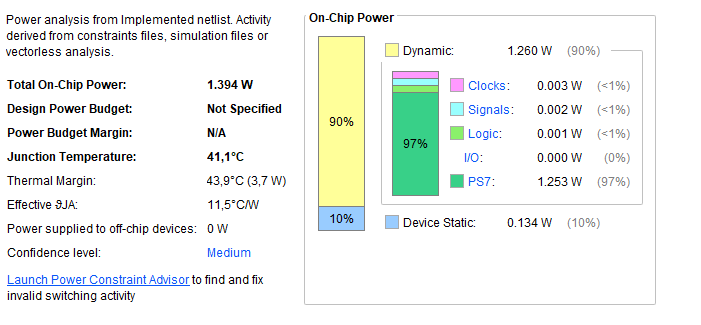 Power analysis from Implemented netlist. Activity
derived from constraints files, simulation files or
vectorless analysis.
Total On-Chip Power: 1.394 W
Design Power Budget: Not Specified
Power Budget Margin: N/A
Junction Temperature: 41,1°C
Thermal Margin: 43,9°C (3,7 W)
Effective ϑJA: 11,5°C/W
Power supplied to off-chip devices: 0 W
Confidence level: Medium
Launch Power Constraint Advisor to find and fix
invalid switching activity
On-Chip Power
90%
10%
Dynamic: 1.260 W (90%)
97%
Clocks: 0.003 W (<1%)
Signals: 0.002 W (<1%)
Logic: 0.001 W (<1%)
I/O: 0.000 W (0%)
PS7: 1.253 W (97%)
Device Static: 0.134 W (10%)